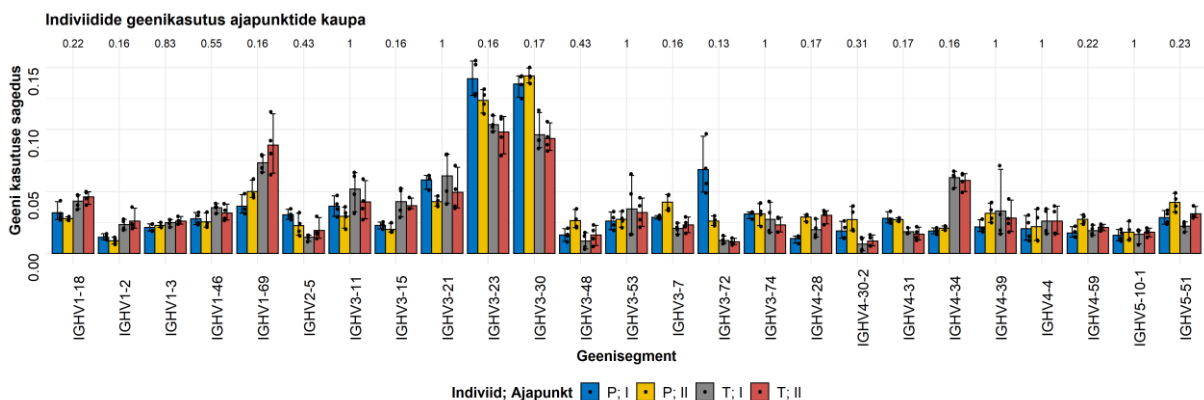 Indiviidide geenikasutus ajapunktide kaupa
0.22 0.16 0.83 0.55 0.16 0.43 1 0.16 1 0.16 0.17 0.43 1 0.16 0.13 1 0.17 0.31 0.17 0.16 1 1 0.22 1 0.23
Geeni kasutuse sagedus
0.15
0.10
0.05
0.00
IGHV1-18 IGHV1-2 IGHV1-3 IGHV1-46 IGHV1-69 IGHV2-5 IGHV3-11 IGHV3-15 IGHV3-21 IGHV3-23 IGHV3-30 IGHV3-48 IGHV3-53 IGHV3-7 IGHV3-72 IGHV3-74 IGHV4-28 IGHV4-30-2 IGHV4-31 IGHV4-34 IGHV4-39 IGHV4-4 IGHV4-59 IGHV5-10-1 IGHV5-51
Geenisegment
Indiviid; Ajapunkt P; I P; II T; I T; II